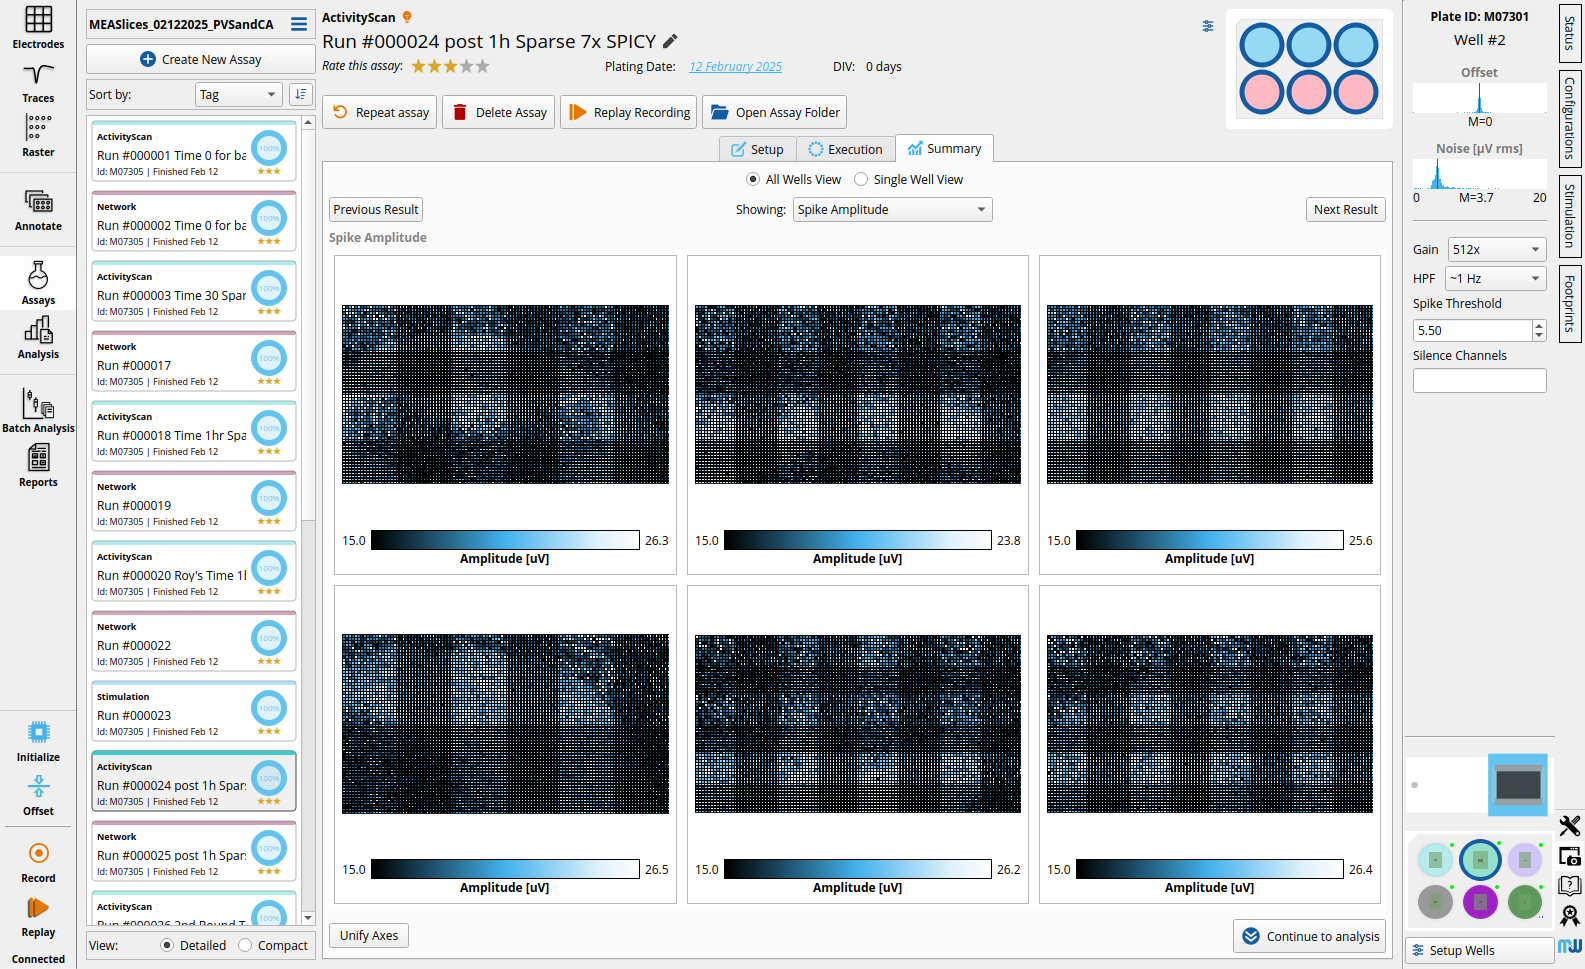 Electrodes
Traces
Raster
Annotate
Assays
Analysis
Batch Analysis
Reports
Initialize
Offset
Record
Replay
Connected
MEASlices_02122025_PVSandCA
Create New Assay
Sort by:
Tag
ActivityScan
Run #000001 Time 0 for ba
Id: M07305 | Finished Feb 12
100%
Network
Run #000002 Time 0 for ba
Id: M07305 | Finished Feb 12
100%
ActivityScan
Run #000003 Time 30 Spar
Id: M07305 | Finished Feb 12
100%
Network
Run #000017
Id: M07305 | Finished Feb 12
100%
ActivityScan
Run #000018 Time 1hr Spa
Id: M07305 | Finished Feb 12
100%
Network
Run #000019
Id: M07305 | Finished Feb 12
100%
ActivityScan
Run #000020 Roy's Time 1
Id: M07305 | Finished Feb 12
100%
Network
Run #000022
Id: M07305 | Finished Feb 12
100%
Stimulation
Run #000023
Id: M07305 | Finished Feb 12
100%
ActivityScan
Run #000024 post 1h Spar
Id: M07305 | Finished Feb 12
100%
Network
Run #000025 post 1h Spar
Id: M07305 | Finished Feb 12
100%
ActivityScan
Run #000026 2nd Round T
100%
View:
Detailed
Compact
ActivityScan
Run #000024 post 1h Sparse 7x SPICY
Rate this assay:
Plating Date:
12 February 2025
DIV: 0 days
Repeat assay
Delete Assay
Replay Recording
Open Assay Folder
Setup
Execution
Summary
All Wells View
Single Well View
Previous Result
Showing:
Spike Amplitude
Next Result
Spike Amplitude
15.0
26.3
Amplitude [uV]
15.0
23.8
Amplitude [uV]
15.0
25.6
Amplitude [uV]
15.0
26.5
Amplitude [uV]
15.0
26.2
Amplitude [uV]
15.0
26.4
Amplitude [uV]
Unify Axes
Continue to analysis
Plate ID: M07301
Well #2
Offset
M=0
Noise [µV rms]
0
M=3.7
20
Gain
512x
HPF
~1 Hz
Spike Threshold
5.50
Silence Channels
Setup Wells
Status
Configurations
Stimulation
Footprints
mw